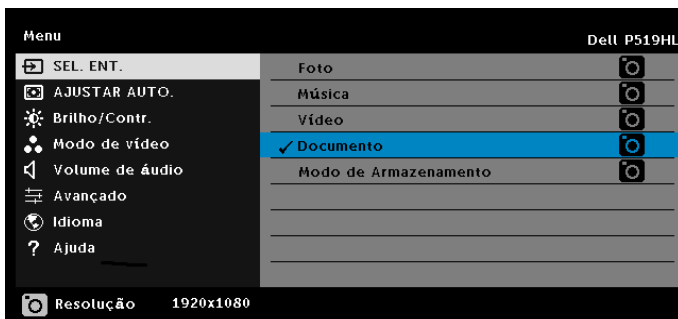 Menu
Dell P519HL
SEL. ENT.
AJUSTAR AUTO.
Brilho/Contr.
Modo de vídeo
Volume de áudio
Avançado
Idioma
? Ajuda
Foto
Música
Vídeo
✓ Documento
Modo de Armazenamento
Resolução 1920x1080